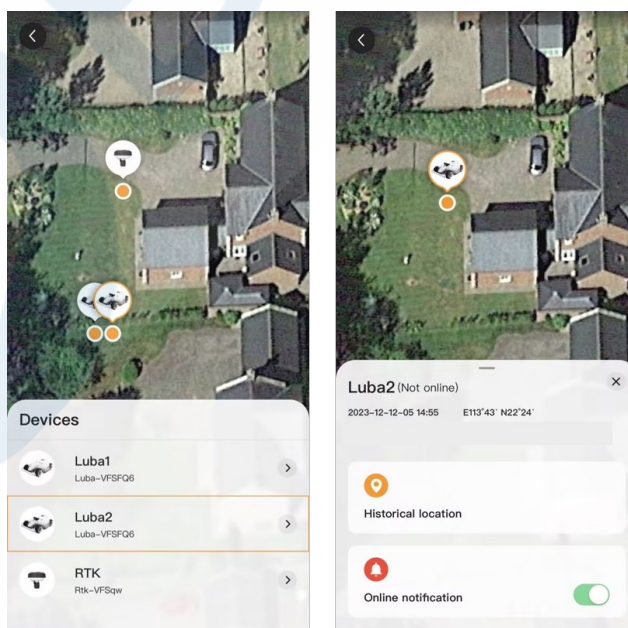 Devices
Luba1
Luba-VFSFQ6
Luba2
Luba-VFSFQ6
RTK
Rtk-VFSqw
Luba2 (Not online)
2023-12-12-05 14:55 E113°43` N22°24`
Historical location
Online notification